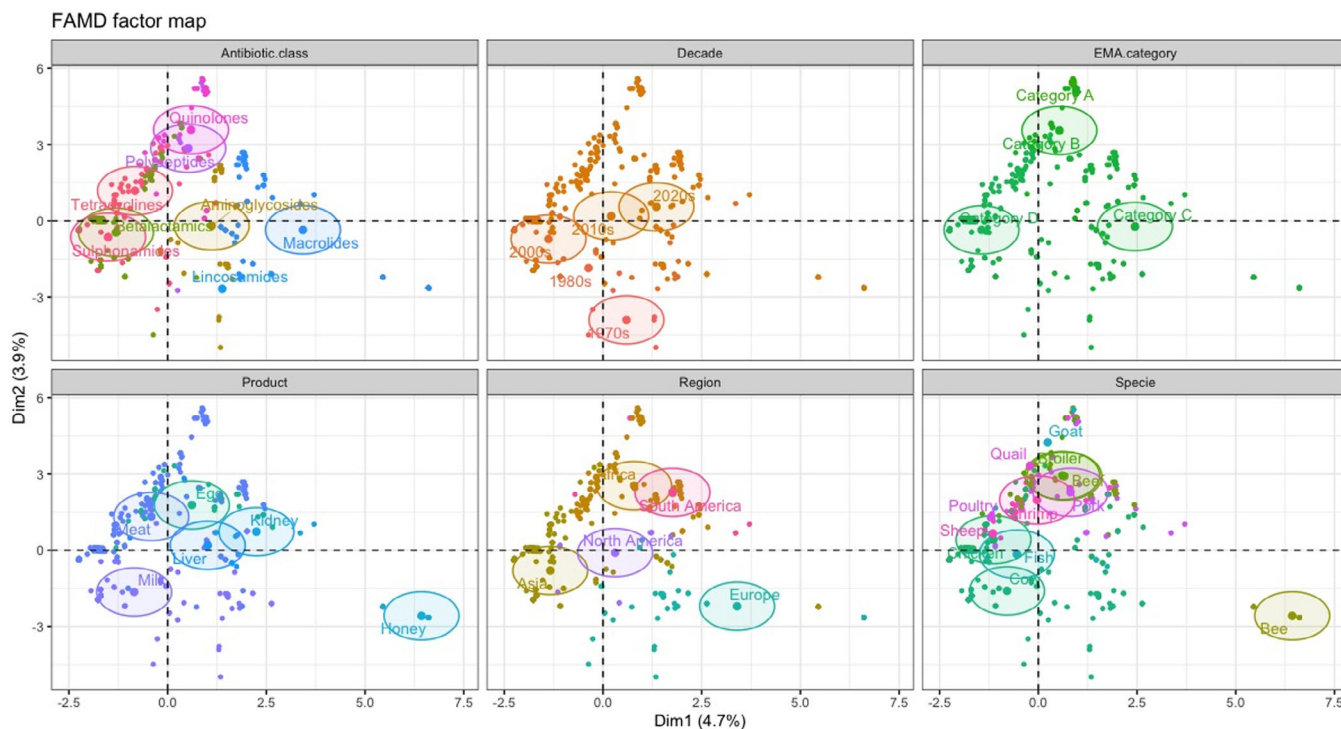 FAMD factor map
Antibiotic.class
Decade
EMA.category
Quinolones
Polypeptides
Tetracyclines
Aminoglycosides
Betalactamics
Sulphonamides
Macrolides
Lincosamides
2020s
2010s
2000s
1980s
1970s
Category A
Category B
Category D
Category C
6
3
0
-3
Product
Region
Specie
Egg
Meat
Kidney
Liver
Milk
Honey
Africa
South America
North America
Asia
Europe
Goat
Quail
Broiler
Beef
Poultry
Pork
Shrimp
Sheep
Chicken
Fish
Cow
Bee
6
3
0
-3
-2.5 0.0 2.5 5.0 7.5
-2.5 0.0 2.5 5.0 7.5
-2.5 0.0 2.5 5.0 7.5
Dim1 (4.7%)
Dim2 (3.9%)